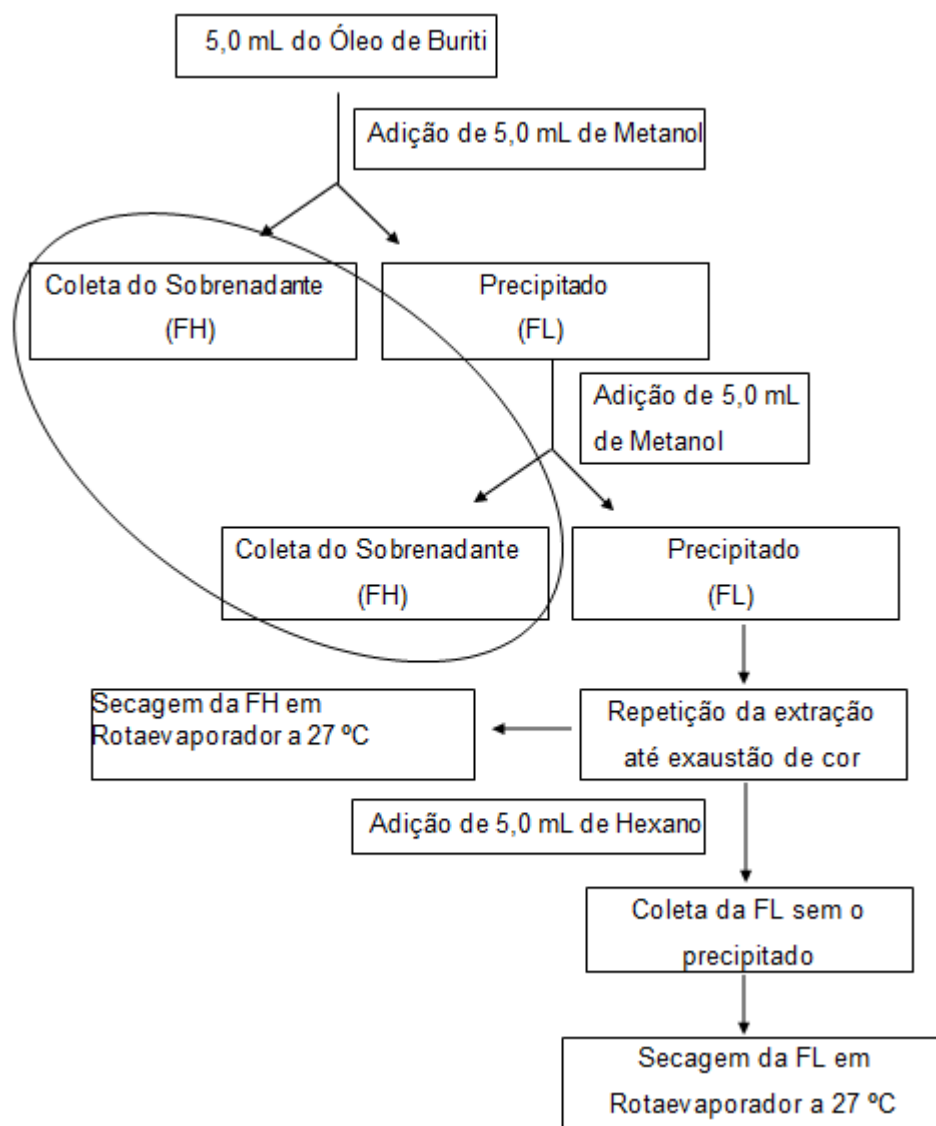 5,0 mL do Óleo de Buriti
Adição de 5,0 mL de Metanol
Coleta do Sobrenadante
(FH)
Precipitado
(FL)
Adição de 5,0 mL
de Metanol
Coleta do Sobrenadante
(FH)
Precipitado
(FL)
Secagem da FH em
Rotaevaporador a 27 ºC
Repetição da extração
até exaustão de cor
Adição de 5,0 mL de Hexano
Coleta da FL sem o
precipitado
Secagem da FL em
Rotaevaporador a 27 ºC